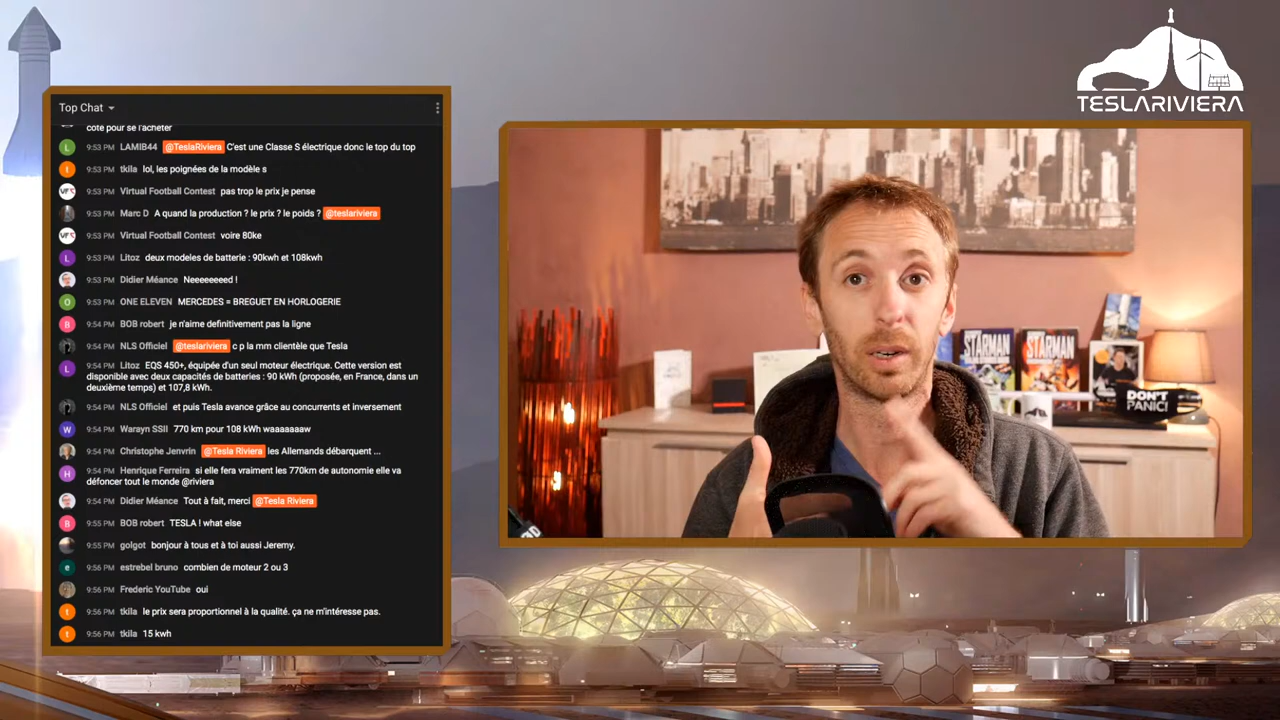 TESLARIVIERA
Top Chat
cote pour se l'acheter
9:53 PM LAMIB44 @TeslaRiviera C'est une Classe S électrique donc le top du top
9:53 PM tkila lol, les poignées de la modèle s
9:53 PM Virtual Football Contest pas trop le prix je pense
9:53 PM Marc D A quand la production ? le prix ? le poids ? @teslariviera
9:53 PM Virtual Football Contest voire 80ke
9:53 PM Litoz deux modeles de batterie : 90kwh et 108kwh
9:53 PM Didier Méance Neeeeeeeed !
9:53 PM ONE ELEVEN MERCEDES = BREGUET EN HORLOGERIE
9:54 PM BOB robert je n'aime definitivement pas la ligne
9:54 PM NLS Officiel @teslariviera c p la mm clientèle que Tesla
9:54 PM Litoz EQS 450+, équipée d'un seul moteur électrique. Cette version est
disponible avec deux capacités de batteries : 90 kWh (proposée, en France, dans un
deuxième temps) et 107,8 kWh.
9:54 PM NLS Officiel et puis Tesla avance grâce au concurrents et inversement
9:54 PM Warayn SSII 770 km pour 108 kWh waaaaaaaw
9:54 PM Christophe Jenvrin @Tesla Riviera les Allemands débarquent ...
9:54 PM Henrique Ferreira si elle fera vraiment les 770km de autonomie elle va
défoncer tout le monde @riviera
9:54 PM Didier Méance Tout à fait, merci @Tesla Riviera
9:55 PM BOB robert TESLA ! what else
9:55 PM golgot bonjour à tous et à toi aussi Jeremy.
9:56 PM estrebel bruno combien de moteur 2 ou 3
9:56 PM Frederic YouTube oui
9:56 PM tkila le prix sera proportionnel à la qualité. ça ne m'intéresse pas.
9:56 PM tkila 15 kwh
STARMAN
STARMAN
DON'T
PANIC!